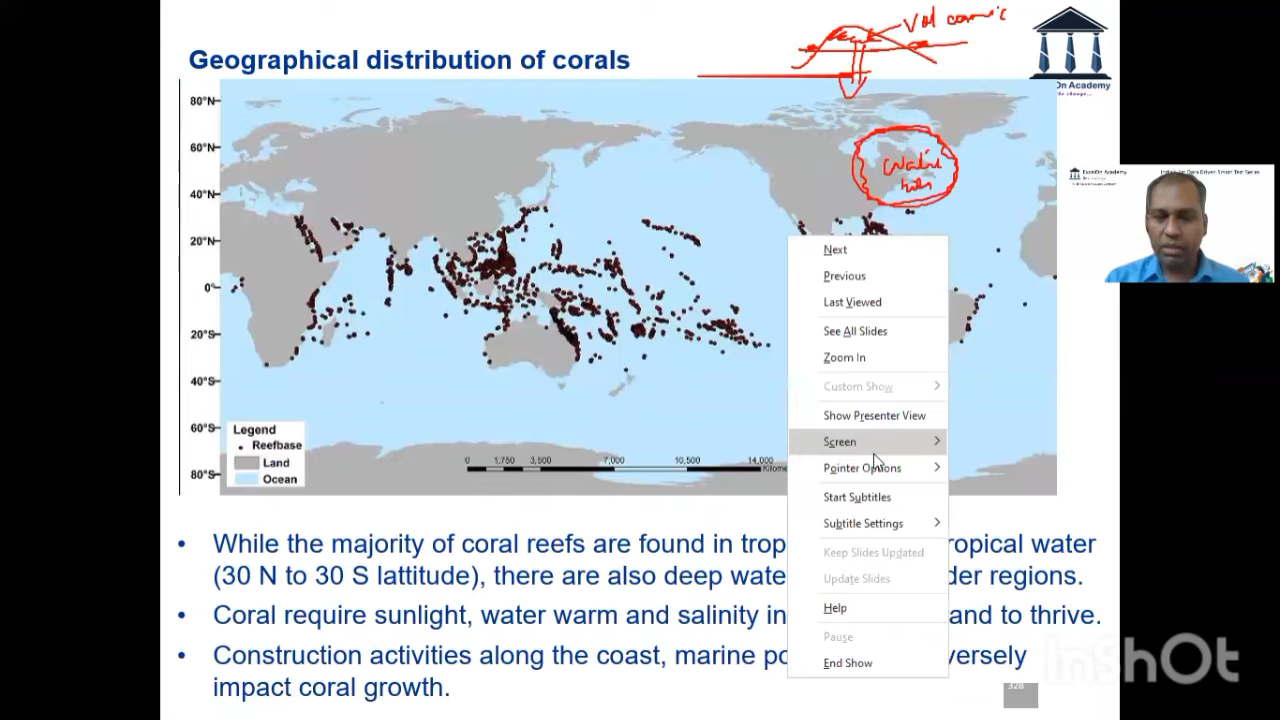 Volcanic
Geographical distribution of corals
On Academy
80°N
60°N
40°N
20°N
0°
20°S
40°S
60°S
80°S
Legend
Reefbase
Land
Ocean
0 1,750 3,500 7,000 10,500 14,000
Kilome
ExcelOn Academy
Next
Previous
Last Viewed
See All Slides
Zoom In
Custom Show
Show Presenter View
Screen
Pointer Options
Start Subtitles
Subtitle Settings
Keep Slides Updated
Update Slides
Help
Pause
End Show
• While the majority of coral reefs are found in trop ropical water
(30 N to 30 S lattitude), there are also deep wate der regions.
• Coral require sunlight, water warm and salinity in and to thrive.
• Construction activities along the coast, marine po versely
impact coral growth.
328
InShOt